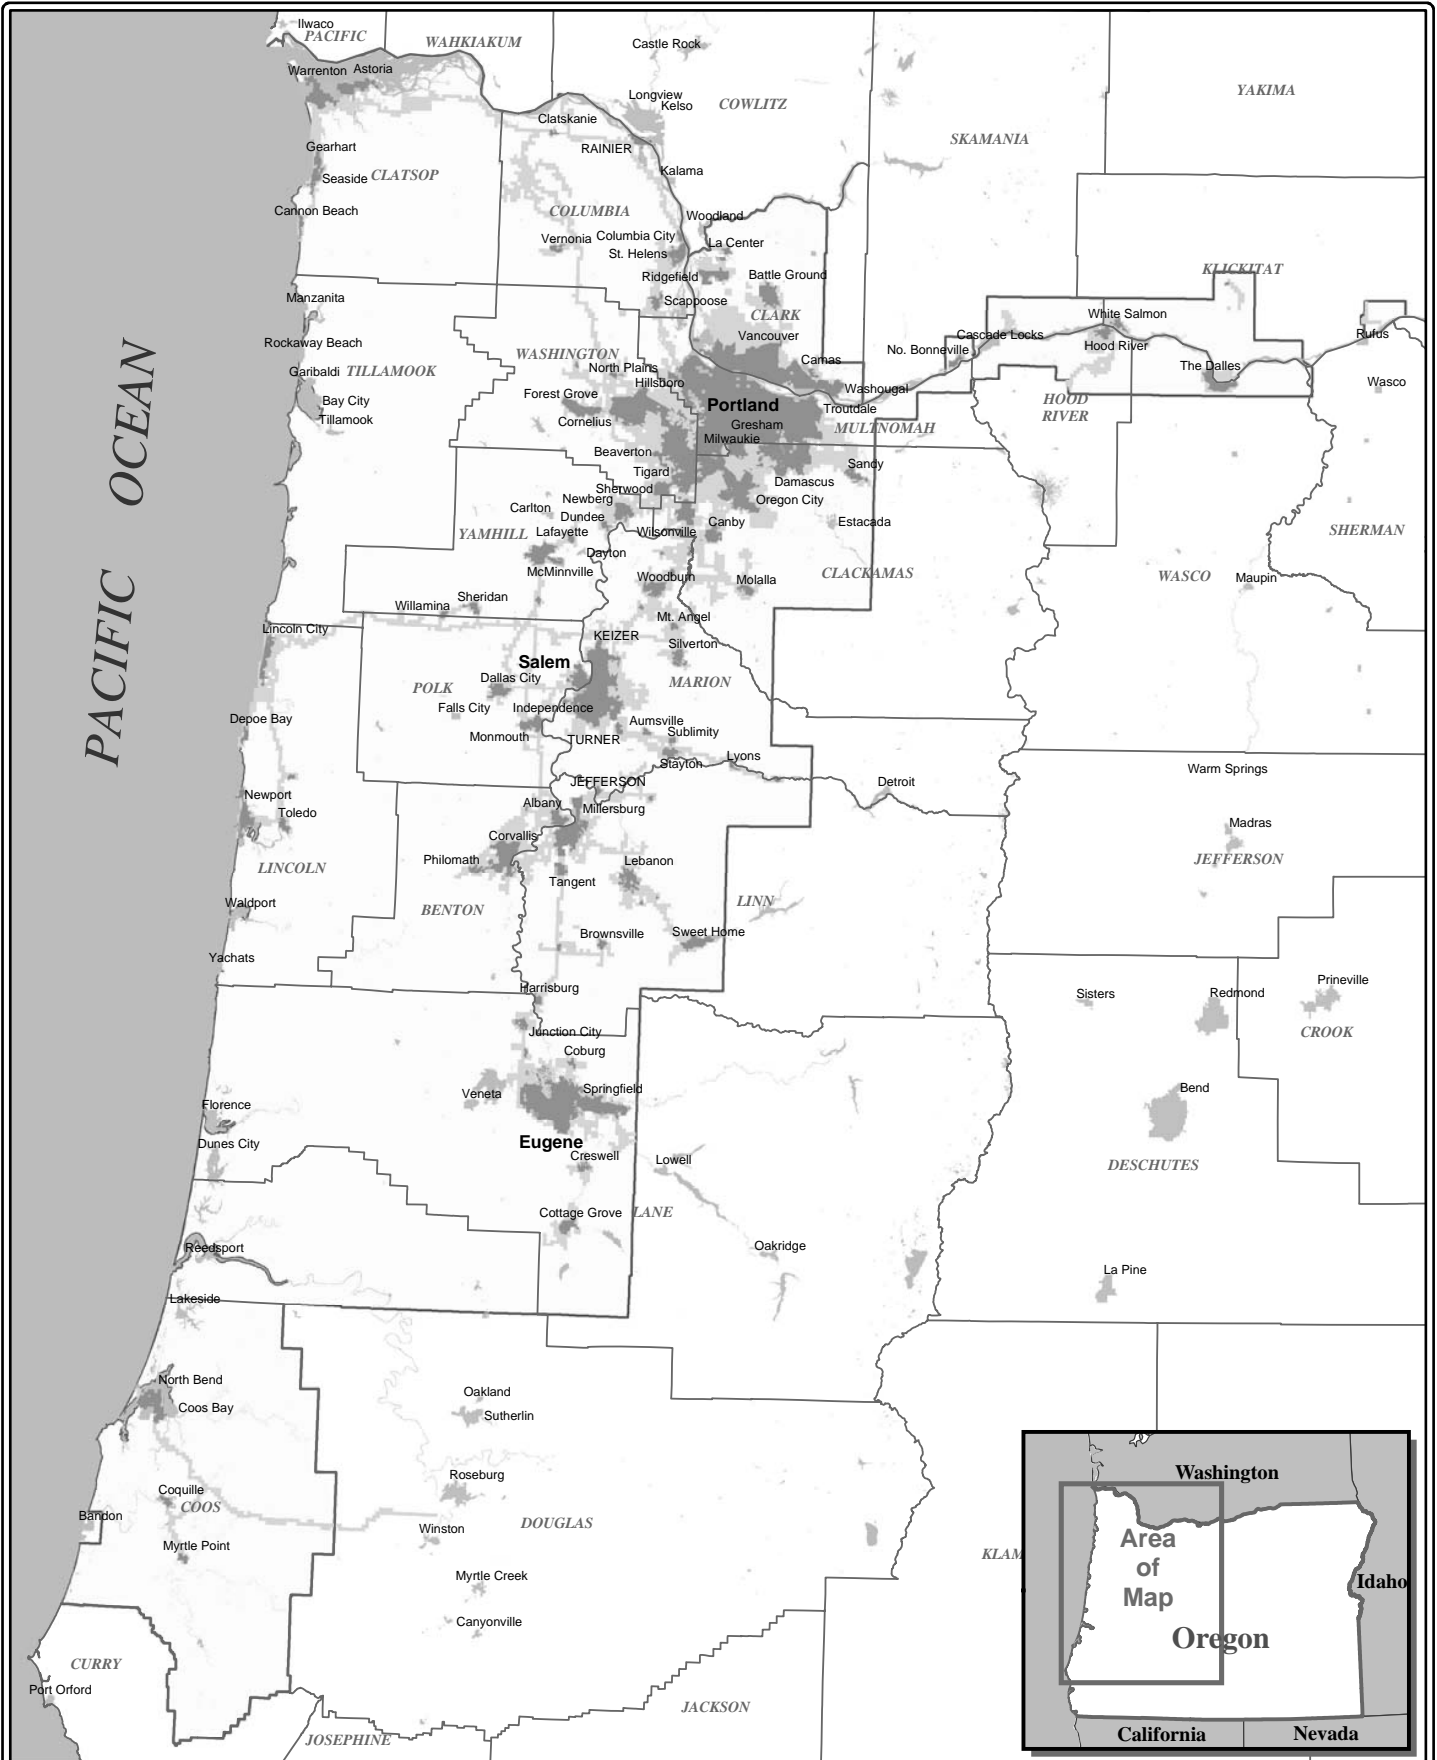 Ilwaco
PACIFIC
WAHKIAKUM
Castle Rock
Warrenton
Astoria
Longview
Kelso
COWLITZ
YAKIMA
Clatskanie
RAINIER
SKAMANIA
Gearhart
Seaside
CLATSOP
Kalama
Cannon Beach
COLUMBIA
Woodland
Vernonia
Columbia City
La Center
St. Helens
Ridgefield
Battle Ground
KLICKITAT
Manzanita
Scappoose
CLARK
White Salmon
Rockaway Beach
Vancouver
Cascade Locks
Rufus
No. Bonneville
Hood River
WASHINGTON
North Plains
Camas
The Dalles
Garibaldi
TILLAMOOK
Hillsboro
Washougal
Wasco
Forest Grove
Bay City
Portland
Troutdale
HOOD
RIVER
Tillamook
Cornelius
Gresham
MULTNOMAH
Milwaukie
Beaverton
Tigard
Sandy
Sherwood
Damascus
Newberg
Oregon City
Carlton
Dundee
Canby
Estacada
YAMHILL
Lafayette
Wilsonville
SHERMAN
Dayton
McMinnville
Woodburn
Molalla
CLACKAMAS
WASCO
Maupin
Willamina
Sheridan
Mt. Angel
Lincoln City
KEIZER
Silverton
Salem
Dallas City
POLK
MARION
Falls City
Independence
Depoe Bay
Aumsville
Sublimity
Monmouth
TURNER
Stayton
Lyons
Warm Springs
JEFFERSON
Detroit
Newport
Albany
Millersburg
Toledo
Madras
Corvallis
Philomath
Lebanon
JEFFERSON
LINCOLN
Tangent
Waldport
BENTON
LINN
Brownsville
Sweet Home
Yachats
Harrisburg
Sisters
Redmond
Prineville
Junction City
CROOK
Coburg
Veneta
Springfield
Bend
Florence
Dunes City
Eugene
Creswell
Lowell
DESCHUTES
Cottage Grove
LANE
Reedsport
Oakridge
La Pine
Lakeside
North Bend
Oakland
Coos Bay
Sutherlin
Roseburg
Coquille
COOS
Bandon
Winston
DOUGLAS
Myrtle Point
KLAM
Myrtle Creek
Canyonville
CURRY
Port Orford
JACKSON
JOSEPHINE
PACIFIC OCEAN
Washington
Area
of
Map
Idaho
Oregon
California
Nevada